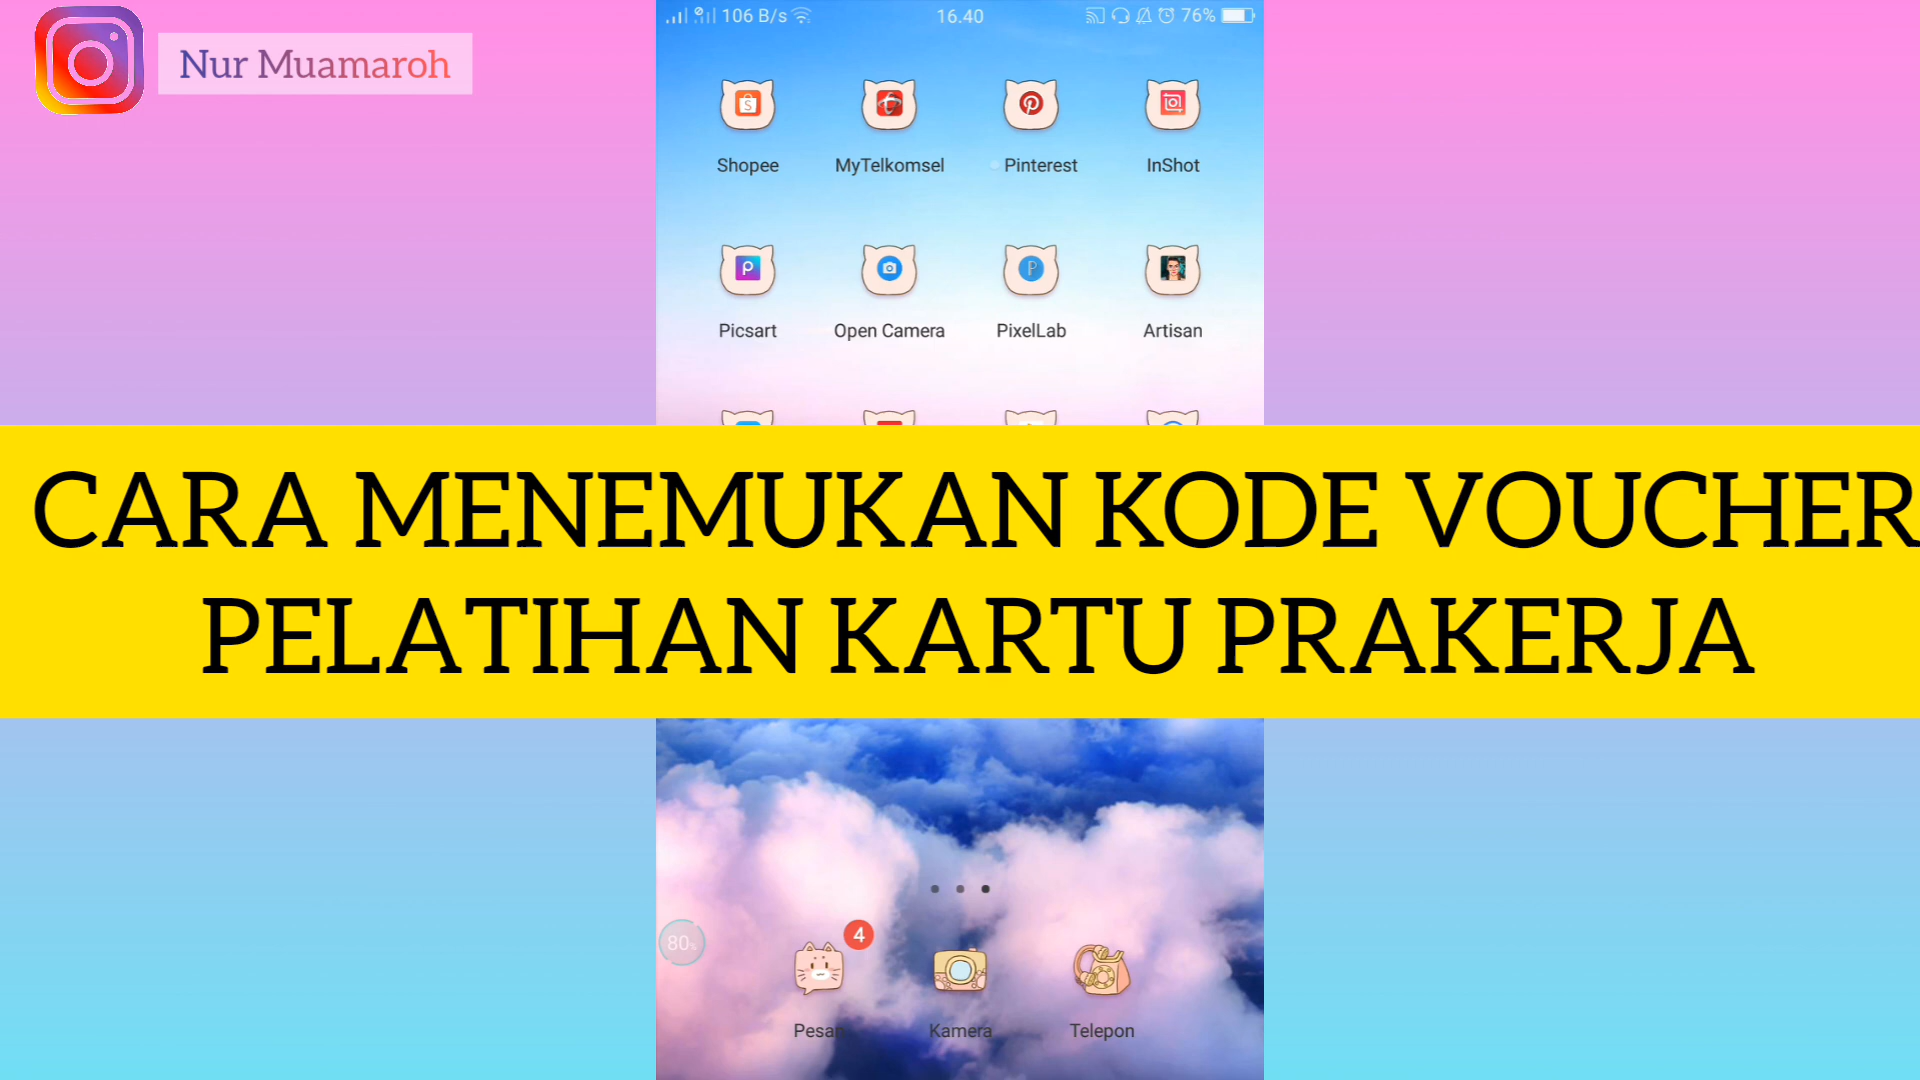 Nur Muamaroh
106 B/s
16.40
76%
Shopee
MyTelkomsel
Pinterest
InShot
Picsart
Open Camera
PixelLab
Artisan
CARA MENEMUKAN KODE VOUCHER
PELATIHAN KARTU PRAKERJA
80%
4
Pesan
Kamera
Telepon